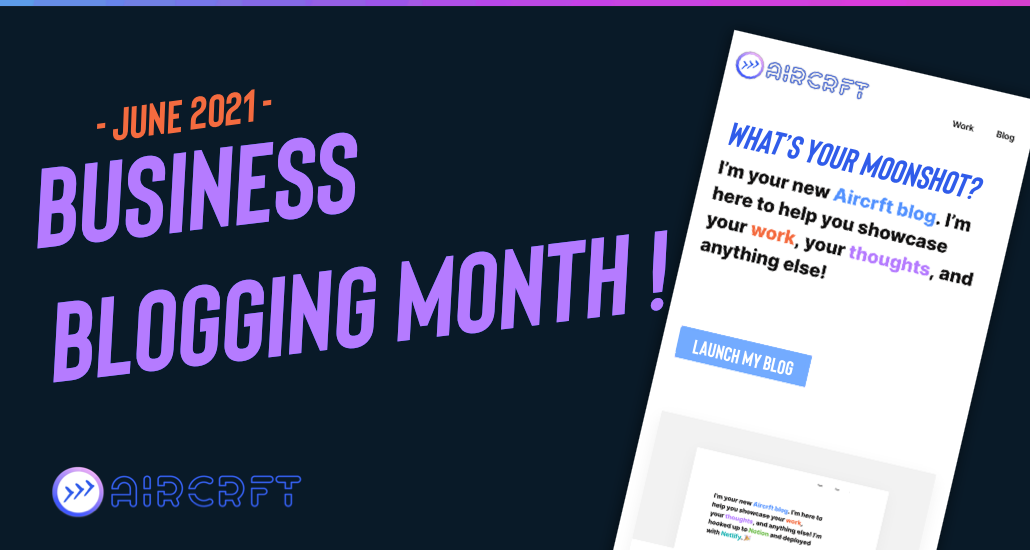 - JUNE 2021 -
BUSINESS
BLOGGING MONTH !
AIRCRFT
AIRCRFT
Work Blog
WHAT'S YOUR MOONSHOT?
I'm your new Aircrft blog. I'm
here to help you showcase
your work, your thoughts, and
anything else!
LAUNCH MY BLOG
I'm your new Aircrft blog. I'm here to
help you showcase your work,
your thoughts, and anything else! I'm
hooked up to Notion and deployed
with Netlify. 🎉